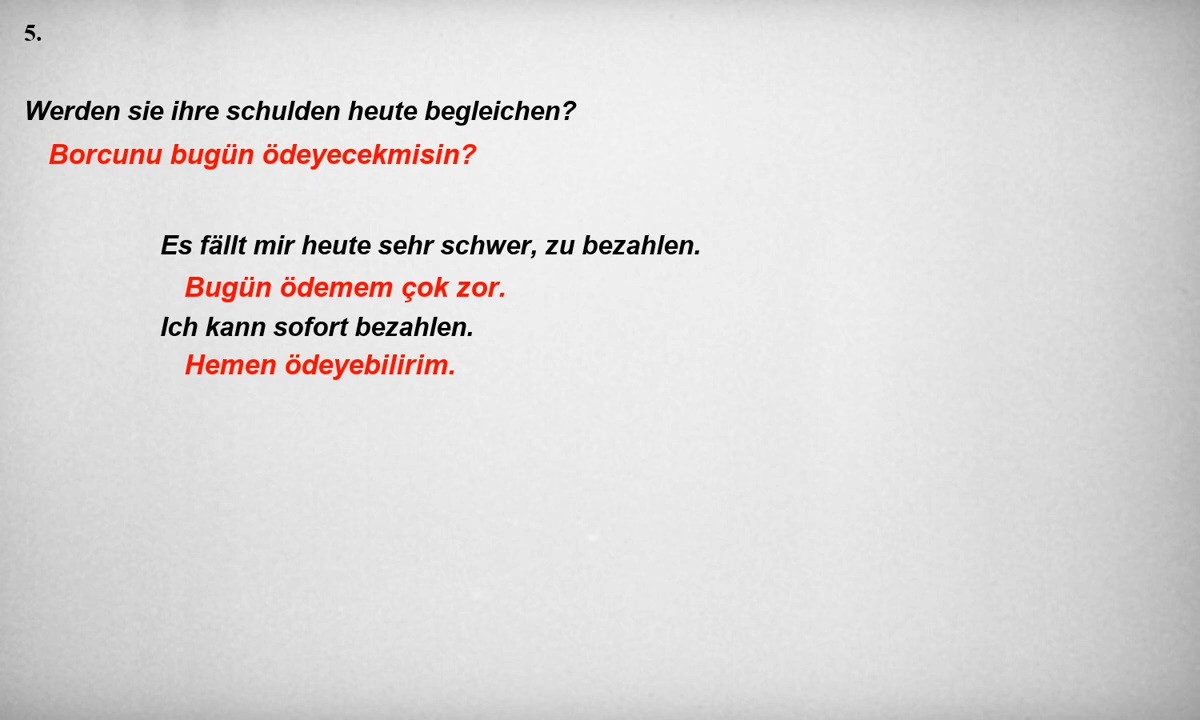 5.
Werden sie ihre schulden heute begleichen?
Borcunu bugün ödeyecekmisin?
Es fällt mir heute sehr schwer, zu bezahlen.
Bugün ödemem çok zor.
Ich kann sofort bezahlen.
Hemen ödeyebilirim.